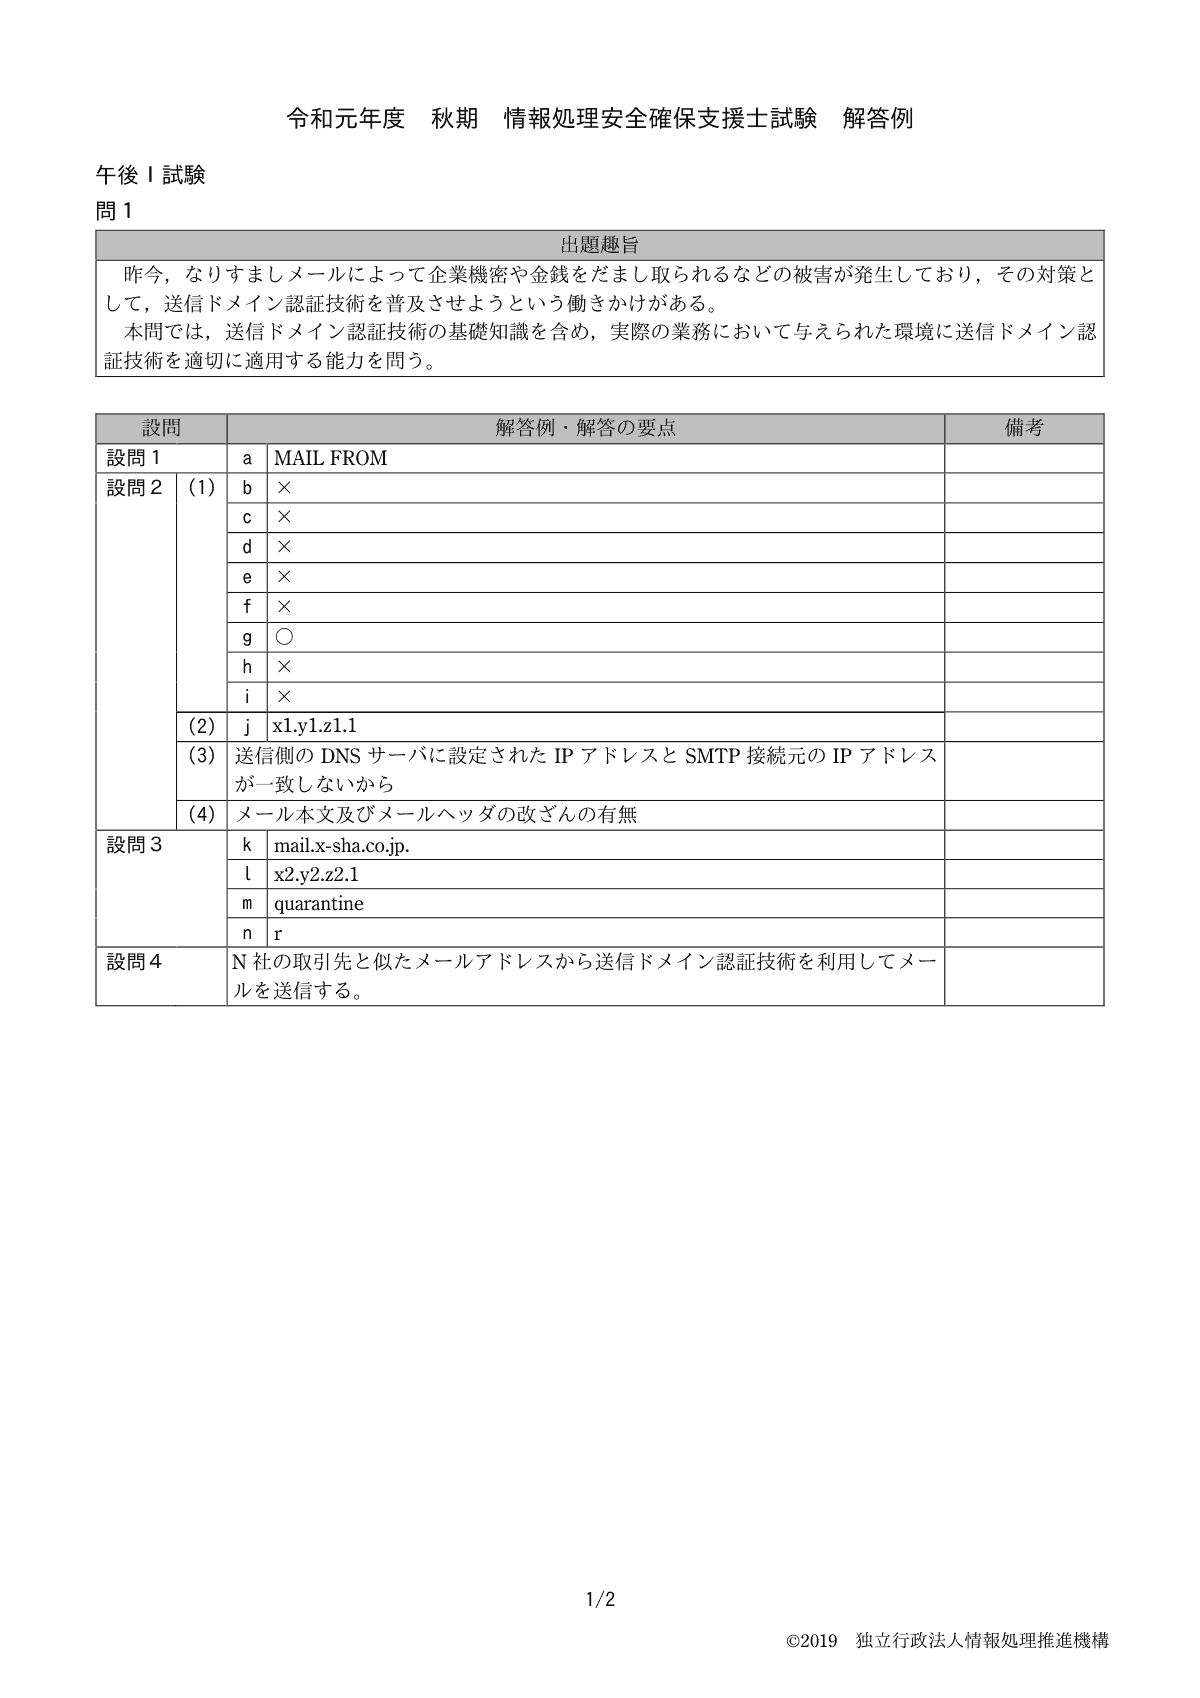 令和元年度　秋期　情報処理安全確保支援士試験　解答例
午後Ⅰ試験
問1
出題趣旨
昨今，なりすましメールによって企業機密や金銭をだまし取られるなどの被害が発生しており，その対策と
して，送信ドメイン認証技術を普及させようという働きかけがある。
本問では，送信ドメイン認証技術の基礎知識を含め，実際の業務において与えられた環境に送信ドメイン認
証技術を適切に適用する能力を問う。
設問 解答例・解答の要点 備考
設問1 a MAIL FROM
設問2 (1) b ×
c ×
d ×
e ×
f ×
g ○
h ×
i ×
(2) j x1.y1.z1.1
(3) 送信側の DNS サーバに設定された IP アドレスと SMTP 接続元の IP アドレス
が一致しないから
(4) メール本文及びメールヘッダの改ざんの有無
設問3 k mail.x-sha.co.jp.
l x2.y2.z2.1
m quarantine
n r
設問4 N 社の取引先と似たメールアドレスから送信ドメイン認証技術を利用してメー
ルを送信する。
1/2
©2019　独立行政法人情報処理推進機構